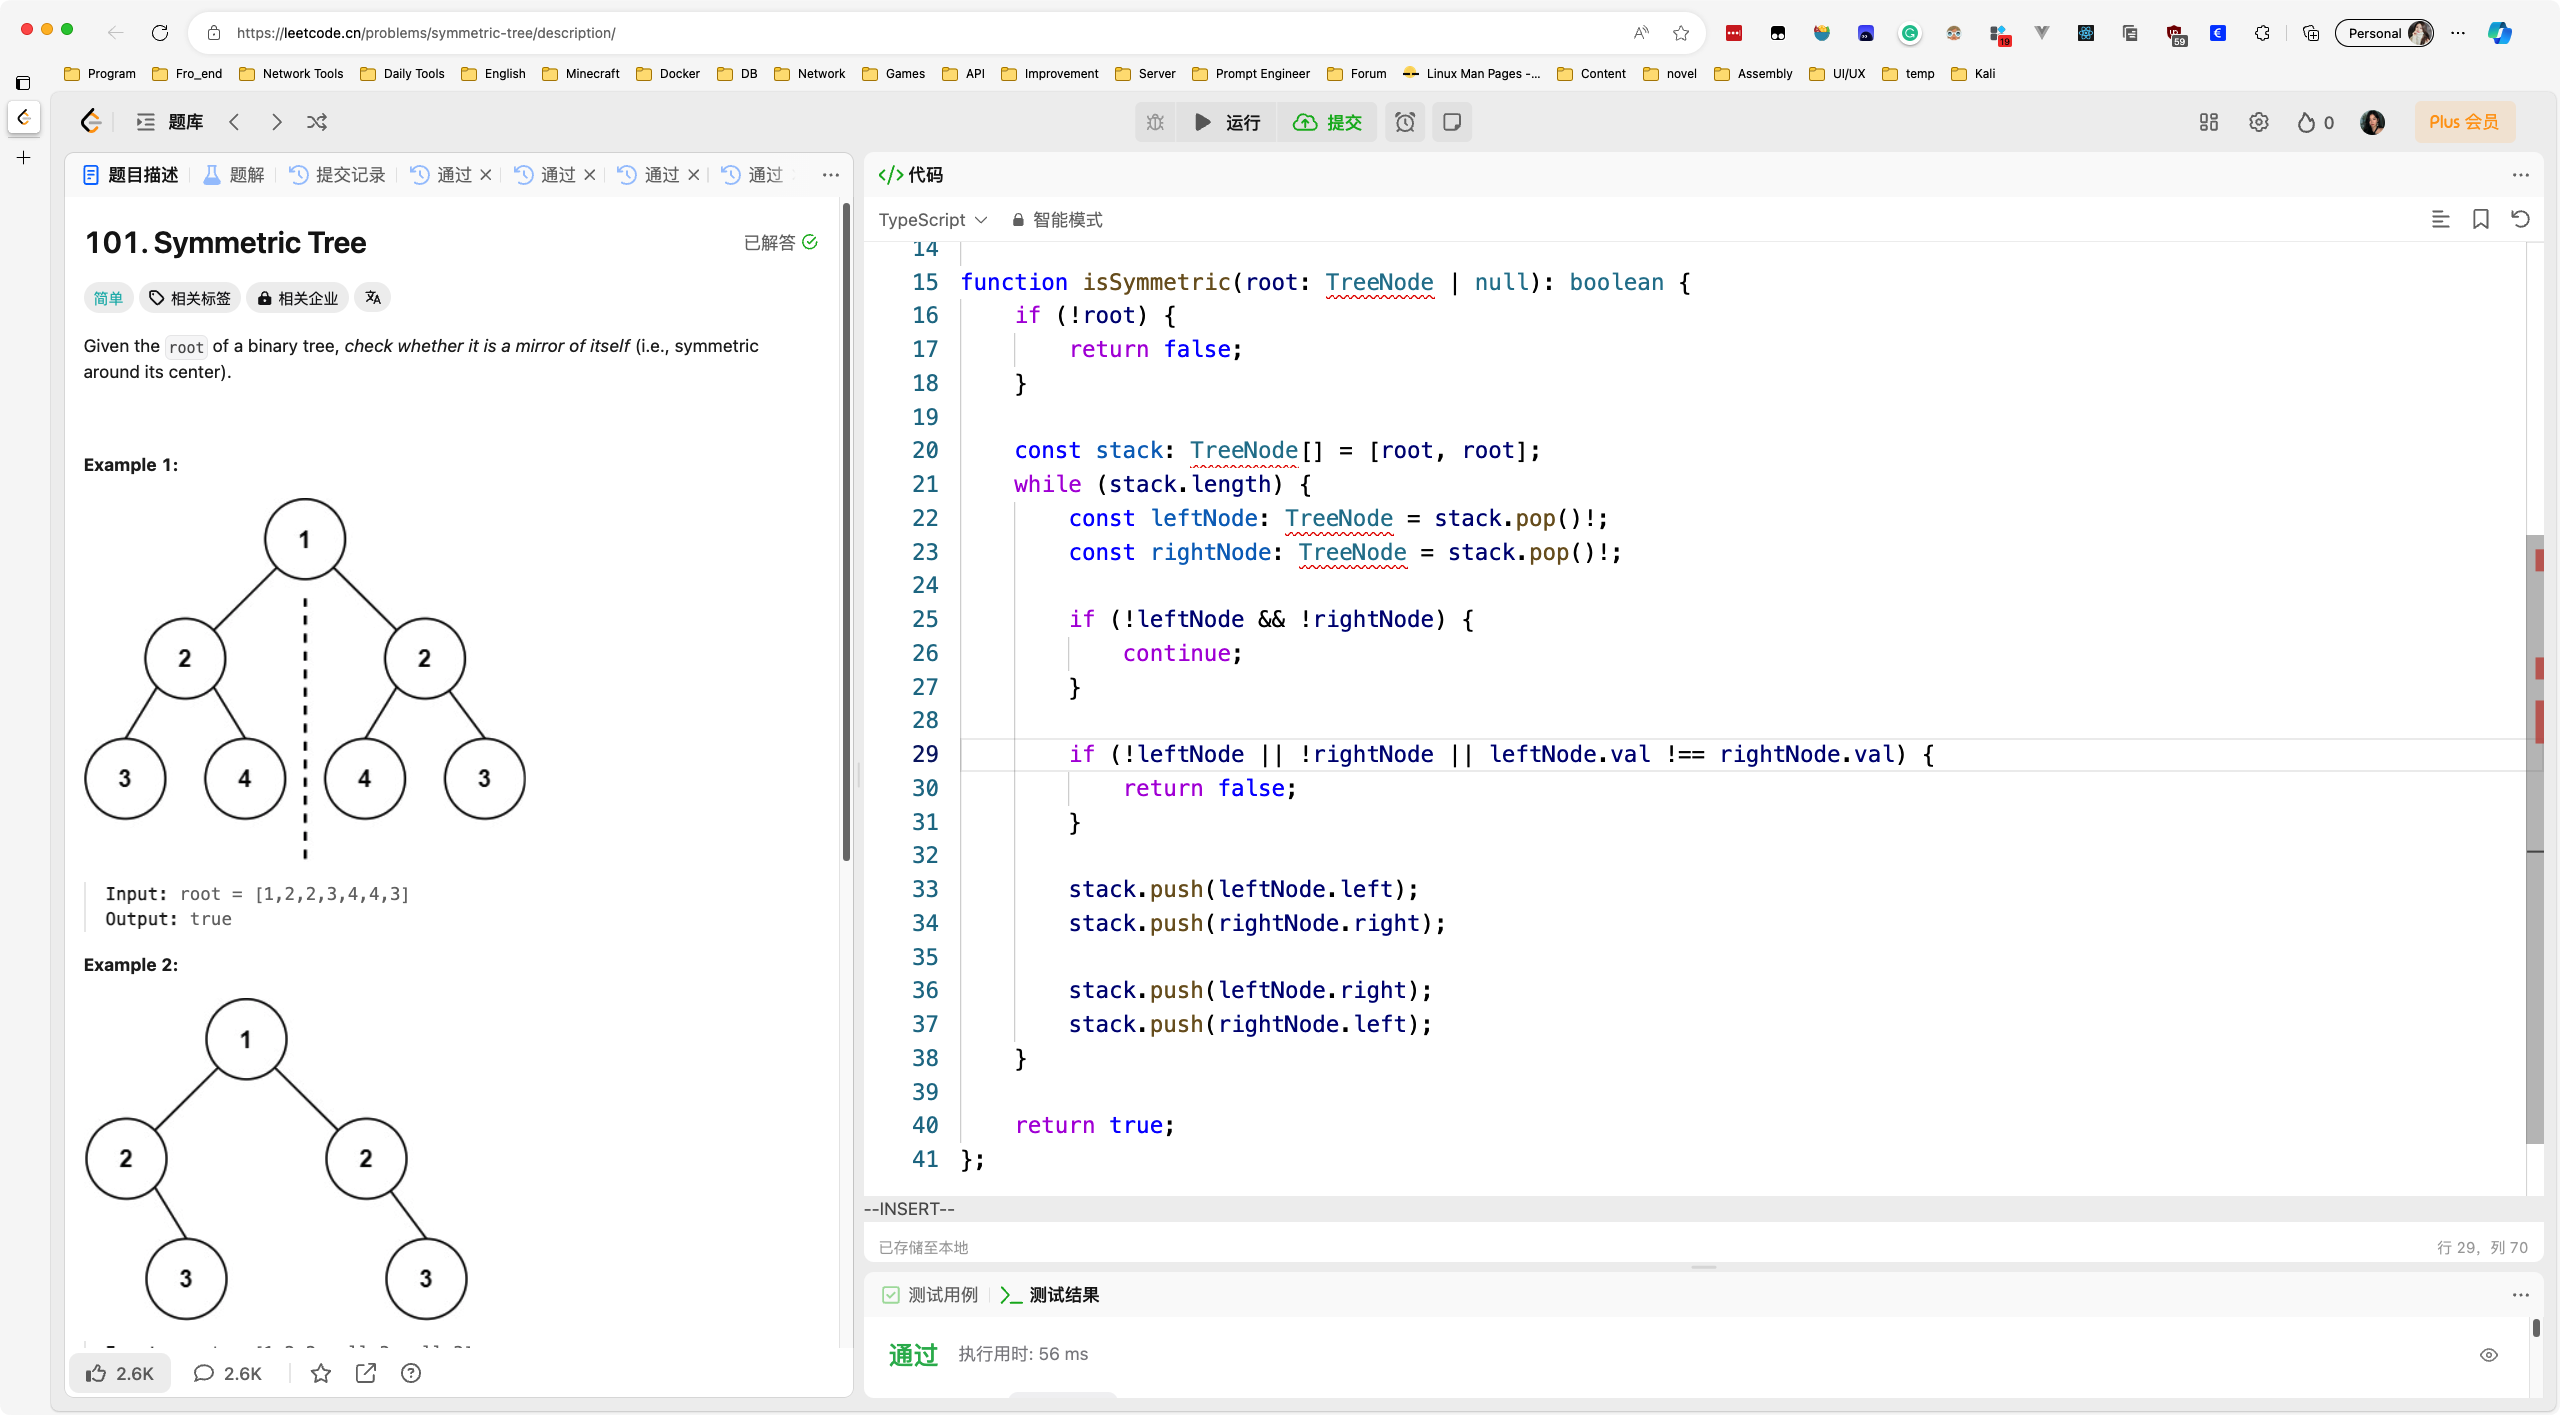 https://leetcode.cn/problems/symmetric-tree/description/
19
59
Personal
Program Fro_end Network Tools Daily Tools English Minecraft Docker DB Network Games API Improvement Server Prompt Engineer Forum Linux Man Pages -... Content novel Assembly UI/UX temp Kali
题库
运行
提交
0
Plus 会员
题目描述 题解 提交记录 通过 通过 通过 通过
101. Symmetric Tree
已解答
简单 相关标签 相关企业
Given the root of a binary tree, check whether it is a mirror of itself (i.e., symmetric
around its center).
Example 1:
1
2 2
3 4 4 3
Input: root = [1,2,2,3,4,4,3]
Output: true
Example 2:
1
2 2
3 3
2.6K 2.6K
</> 代码
TypeScript 智能模式
14
15 function isSymmetric(root: TreeNode | null): boolean {
16 if (!root) {
17 return false;
18 }
19
20 const stack: TreeNode[] = [root, root];
21 while (stack.length) {
22 const leftNode: TreeNode = stack.pop()!;
23 const rightNode: TreeNode = stack.pop()!;
24
25 if (!leftNode && !rightNode) {
26 continue;
27 }
28
29 if (!leftNode || !rightNode || leftNode.val !== rightNode.val) {
30 return false;
31 }
32
33 stack.push(leftNode.left);
34 stack.push(rightNode.right);
35
36 stack.push(leftNode.right);
37 stack.push(rightNode.left);
38 }
39
40 return true;
41 };
--INSERT--
已存储至本地
行 29, 列 70
测试用例 测试结果
通过 执行用时: 56 ms